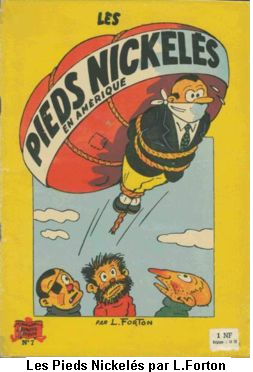 LES
PIEDS NICKELÉS
EN AMÉRIQUE
PAR L. FORTON
N° 7
1 NF
Les Pieds Nickelés par L.Forton